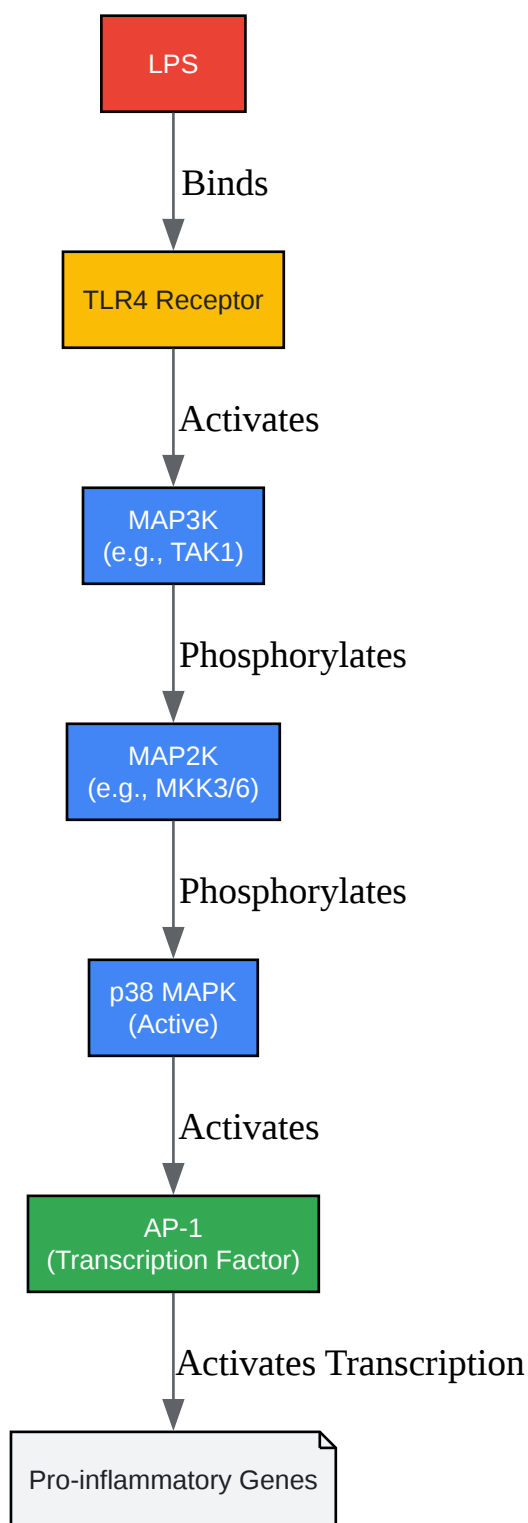 LPS
Binds
TLR4 Receptor
Activates
MAP3K
(e.g., TAK1)
Phosphorylates
MAP2K
(e.g., MKK3/6)
Phosphorylates
p38 MAPK
(Active)
Activates
AP-1
(Transcription Factor)
Activates Transcription
Pro-inflammatory Genes